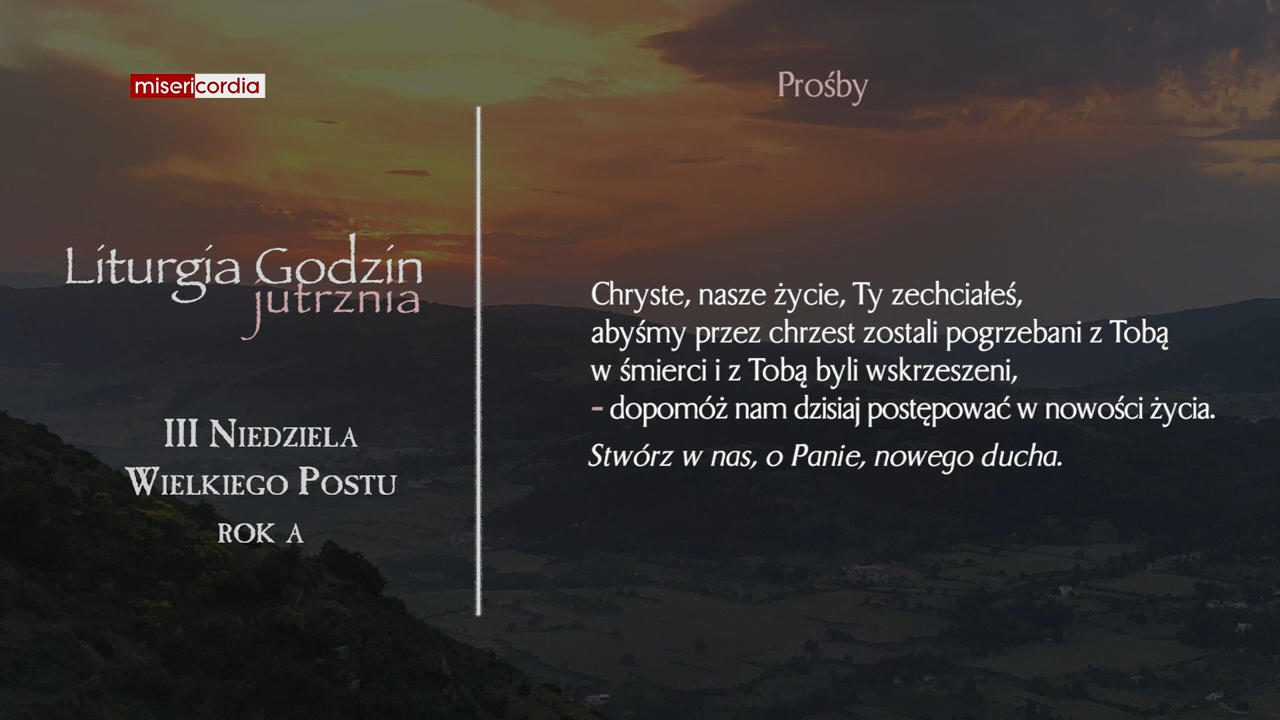 misericordia
Liturgia Godzin
jutrznia
III Niedziela
Wielkiego Postu
rok a
Prośby
Chryste, nasze życie, Ty zechciałeś,
abyśmy przez chrzest zostali pogrzebani z Tobą
w śmierci i z Tobą byli wskrzeszeni,
- dopomóż nam dzisiaj postępować w nowości życia.
Stwórz w nas, o Panie, nowego ducha.